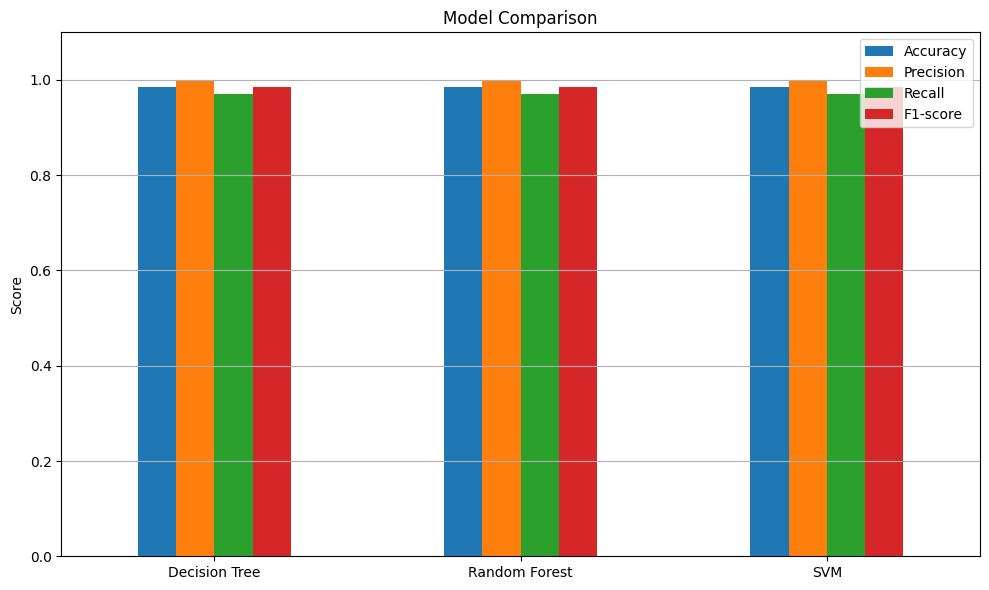 Model Comparison
Accuracy
Precision
Recall
F1-score
Score
1.0
0.8
0.6
0.4
0.2
0.0
Decision Tree
Random Forest
SVM